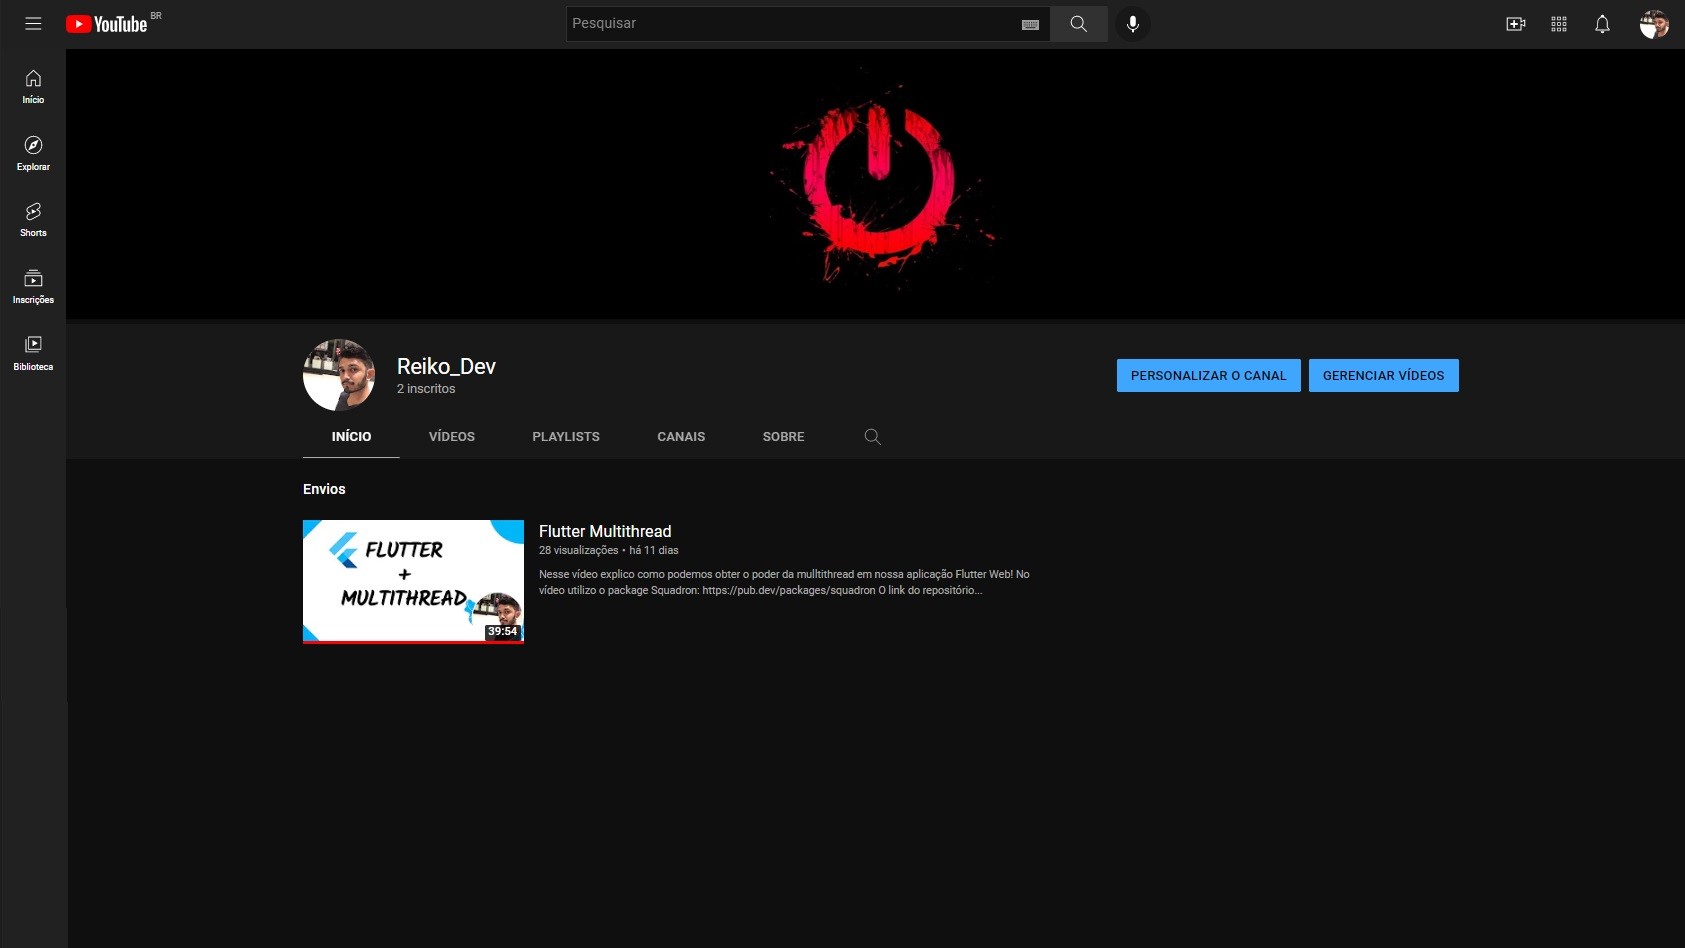 YouTube BR
Pesquisar
Início
Explorar
Shorts
Inscrições
Biblioteca
Reiko_Dev
2 inscritos
PERSONALIZAR O CANAL
GERENCIAR VÍDEOS
INÍCIO VÍDEOS PLAYLISTS CANAIS SOBRE
Envios
FLUTTER
+
MULTITHREAD
39:54
Flutter Multithread
28 visualizações • há 11 dias
Nesse vídeo explico como podemos obter o poder da mulltithread em nossa aplicação Flutter Web! No
vídeo utilizo o package Squadron: https://pub.dev/packages/squadron O link do repositório...